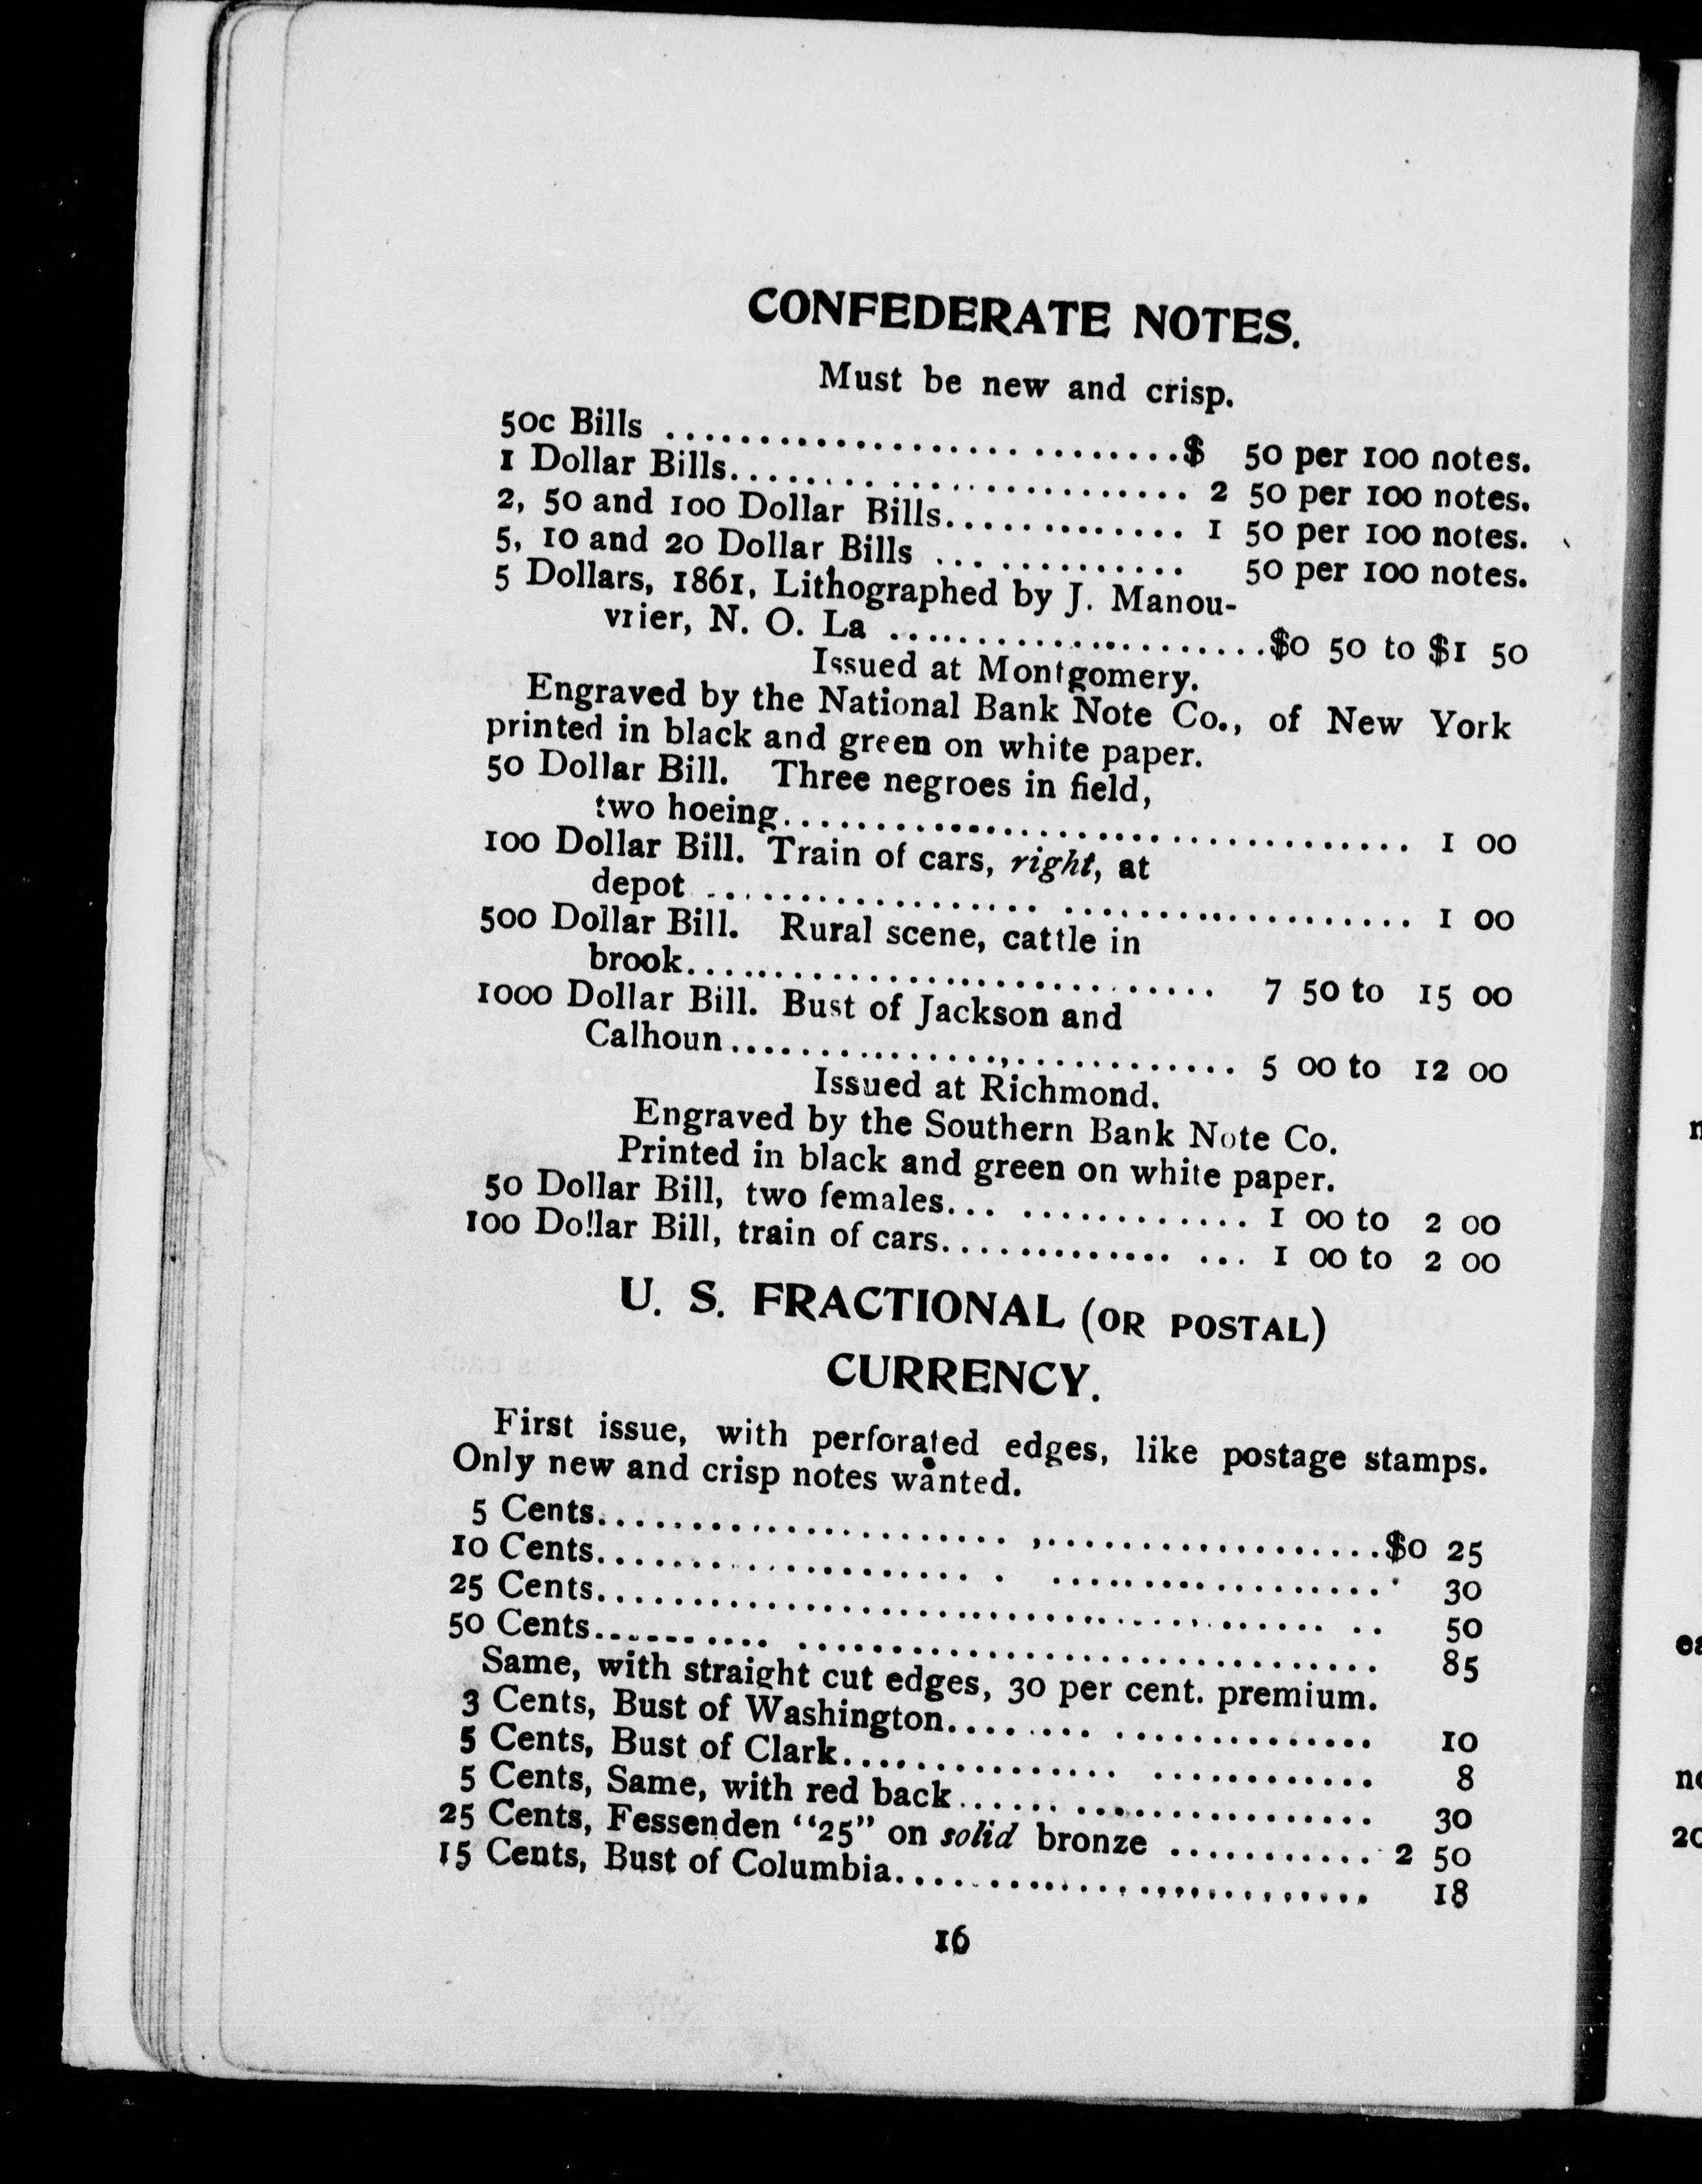 CONFEDERATE NOTES.
Must be new and crisp.
50c Bills ............................$ 50 per 100 notes.
1 Dollar Bills.......................... 2 50 per 100 notes.
2, 50 and 100 Dollar Bills.............. 1 50 per 100 notes.
5, 10 and 20 Dollar Bills .............. 50 per 100 notes.
5 Dollars, 1861, Lithographed by J. Manou-
vrier, N. O. La ......................$0 50 to $1 50
Issued at Montgomery.
Engraved by the National Bank Note Co., of New York
printed in black and green on white paper.
50 Dollar Bill. Three negroes in field,
two hoeing.................................. 1 00
100 Dollar Bill. Train of cars, right, at
depot ...................................... 1 00
500 Dollar Bill. Rural scene, cattle in
brook............................. 7 50 to 15 00
1000 Dollar Bill. Bust of Jackson and
Calhoun............................ 5 00 to 12 00
Issued at Richmond.
Engraved by the Southern Bank Note Co.
Printed in black and green on white paper.
50 Dollar Bill, two females... ............. 1 00 to 2 00
100 Dollar Bill, train of cars.............. ... 1 00 to 2 00
U. S. FRACTIONAL (OR POSTAL)
CURRENCY.
First issue, with perforated edges, like postage stamps.
Only new and crisp notes wanted.
5 Cents..........................................$0 25
10 Cents.................... . .................. 30
25 Cents....................................... .. 50
50 Cents.......... ............................... 85
Same, with straight cut edges, 30 per cent. premium.
3 Cents, Bust of Washington........ .............. 10
5 Cents, Bust of Clark............... ............ 8
5 Cents, Same, with red back...... ................ 30
25 Cents, Fessenden "25" on solid bronze ........... 2 50
15 Cents, Bust of Columbia.......................... 18
16
n
no
20